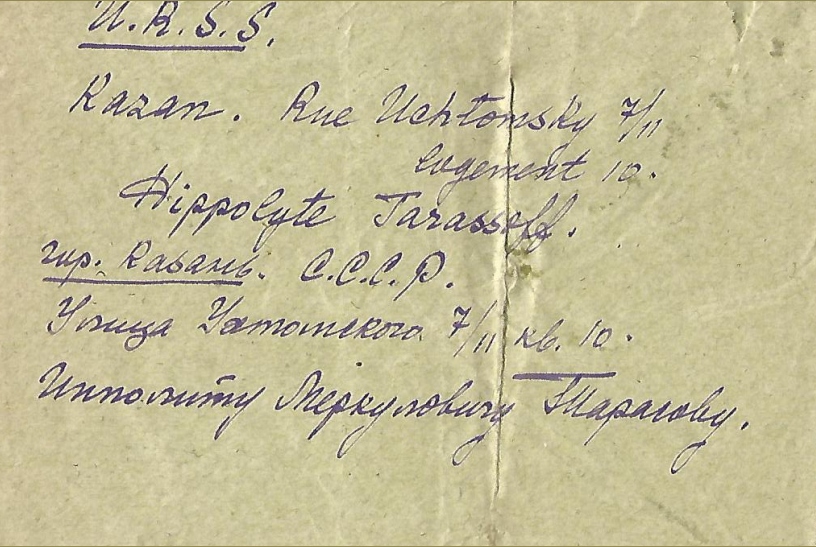 U.R.S.S.
Kazan. Rue Uchtomsky 7/11
logement 10.
Hippolyte Tarassoff.
гор. Казань. С.С.С.Р.
Улица Ухтомского 7/11 кв. 10.
Ипполиту Меркуловичу Тарасову.